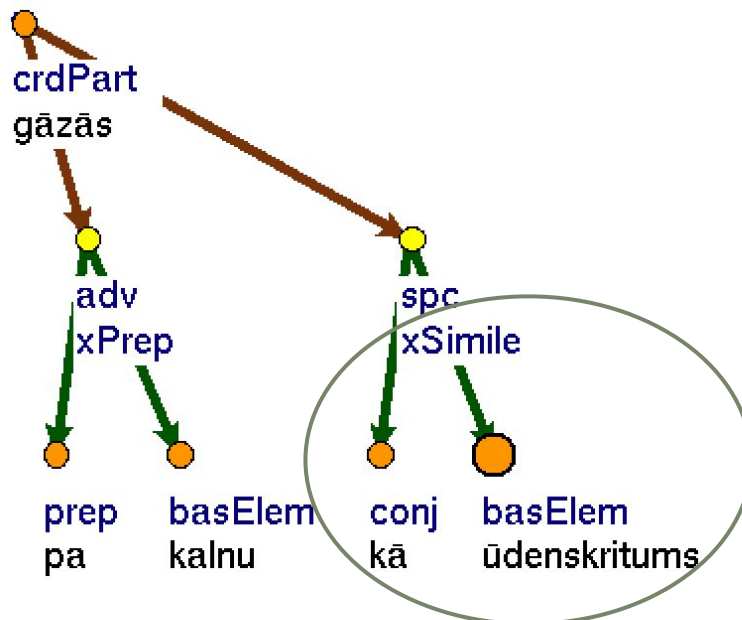 crdPart
gāzās
adv
xPrep
spc
xSimile
prep
pa
basElem
kalnu
conj
kā
basElem
ūdenskritums